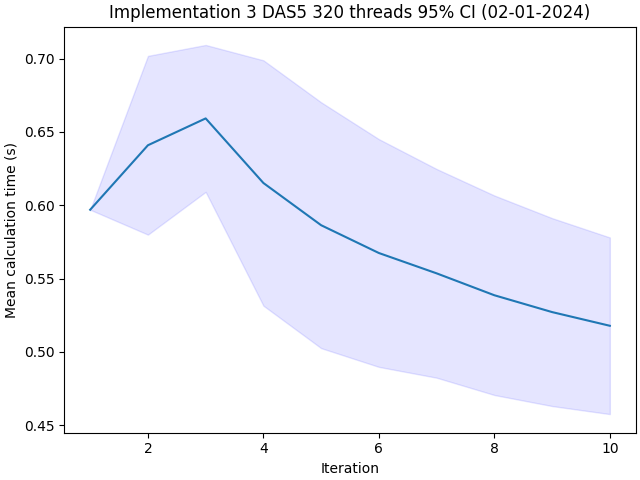 Implementation 3 DAS5 320 threads 95% CI (02-01-2024)
Mean calculation time (s)
0.70
0.65
0.60
0.55
0.50
0.45
2 4 6 8 10
Iteration